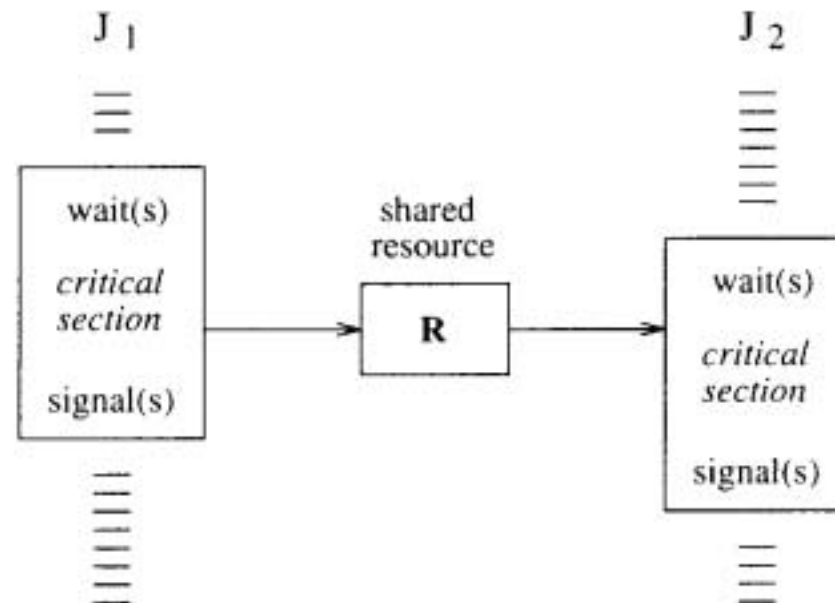 J 1
J 2
wait(s)
critical
section
signal(s)
shared
resource
R
wait(s)
critical
section
signal(s)